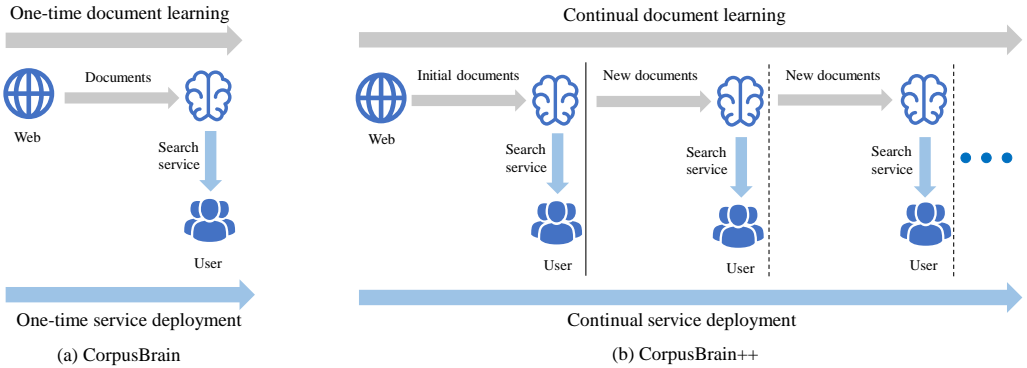 One-time document learning
Documents
Web
Search
service
User
One-time service deployment
(a) CorpusBrain
Continual document learning
Initial documents
New documents
New documents
Web
Search
service
Search
service
Search
service
User
User
User
Continual service deployment
(b) CorpusBrain++